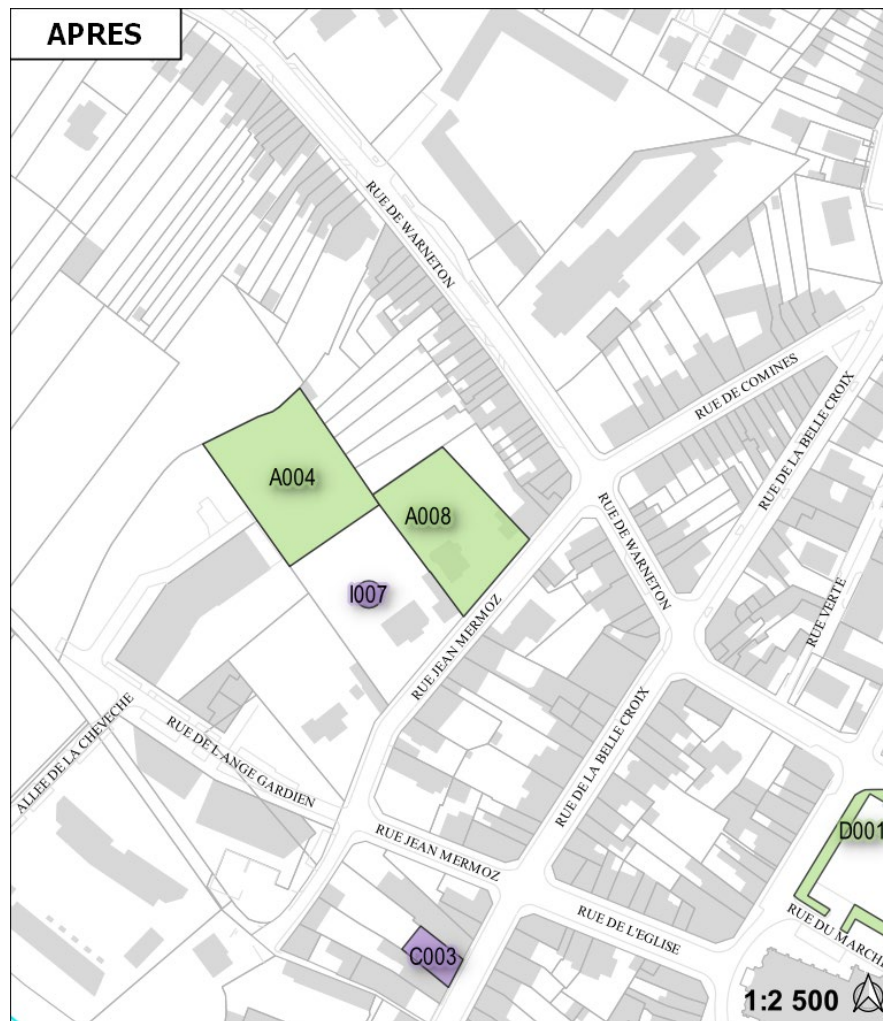 APRES
RUE DE WARNETON
RUE DE COMINES
RUE DE LA BELLE CROIX
A004
A008
RUE DE WARNETON
I007
RUE VERTE
RUE JEAN MERMOZ
ALLEE DE LA CHEVECHE
RUE DE L ANGE GARDIEN
RUE DE LA BELLE CROIX
RUE JEAN MERMOZ
D001
C003
RUE DE L'EGLISE
RUE DU MARCHE
1:2 500